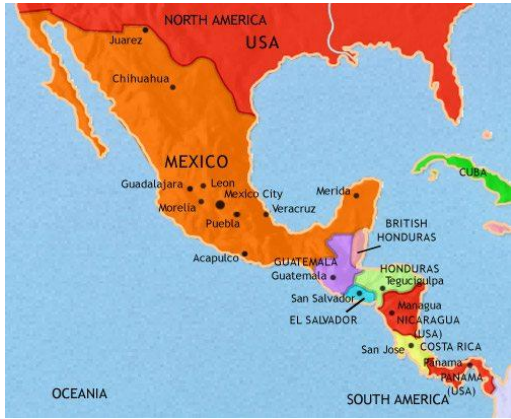 NORTH AMERICA
USA
Juarez
Chihuahua
MEXICO
Guadalajara
Leon
Mexico City
Merida
Morelia
Veracruz
Puebla
CUBA
BRITISH
HONDURAS
Acapulco
GUATEMALA
Guatemala
HONDURAS
Tegucigulpa
San Salvador
EL SALVADOR
Managua
NICARAGUA
(USA)
San Jose
COSTA RICA
Panama
PANAMA
(USA)
OCEANIA
SOUTH AMERICA